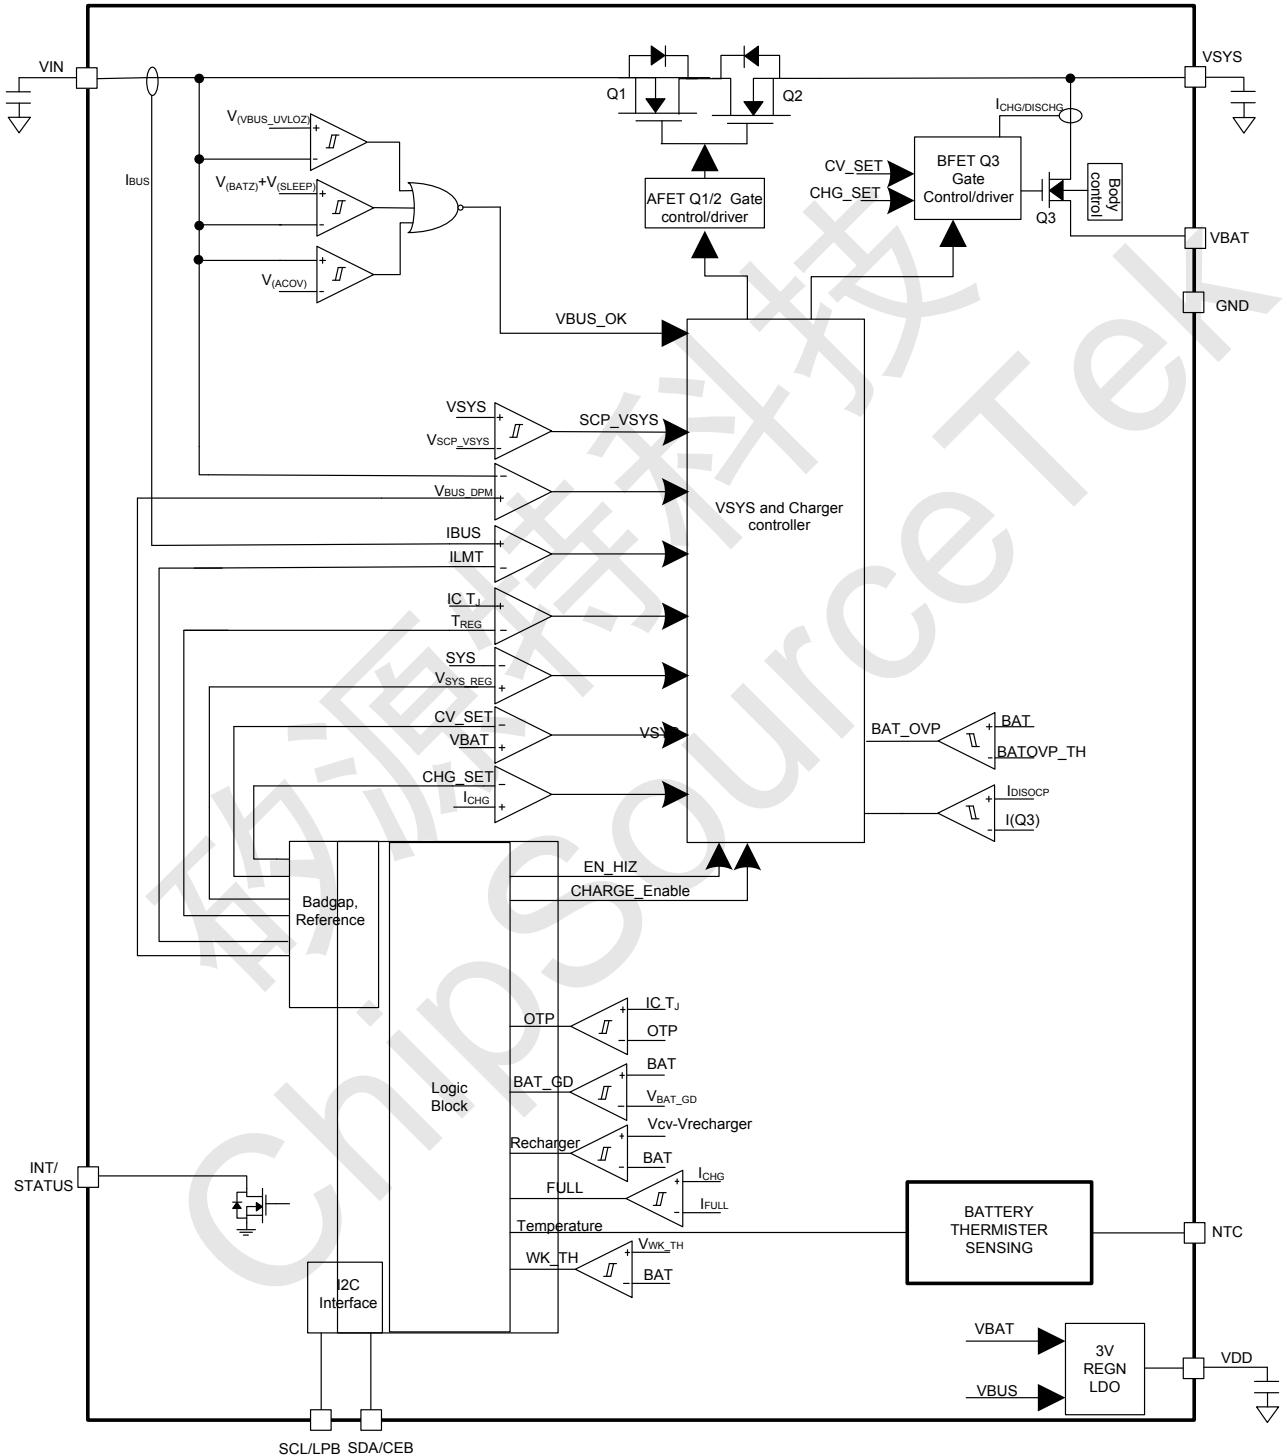 VIN
VSYS
Q1
Q2
ICHG/DISCHG
V(VBUS_UVLOZ)
IBUS
V(BATZ)+V(SLEEP)
V(ACOV)
AFET Q1/2 Gate
control/driver
CV_SET
CHG_SET
BFET Q3
Gate
Control/driver
Q3
Body
control
VBAT
GND
VBUS_OK
VSYS
VSCP_VSYS
SCP_VSYS
VBUS_DPM
IBUS
ILMT
IC TJ
TREG
SYS
VSYS_REG
CV_SET
VBAT
VSYS
CHG_SET
ICHG
VSYS and Charger
controller
BAT_OVP
BAT
BATOVP_TH
IDISOCP
I(Q3)
EN_HIZ
CHARGE_Enable
Badgap,
Reference
Logic
Block
OTP
IC TJ
OTP
BAT_GD
BAT
VBAT_GD
Recharger
Vcv-Vrecharger
BAT
FULL
ICHG
IFULL
Temperature
WK_TH
VWK_TH
BAT
INT/
STATUS
BATTERY
THERMISTER
SENSING
NTC
I2C
Interface
VBAT
VBUS
3V
REGN
LDO
VDD
SCL/LPB
SDA/CEB
矽源特科技
ChipSourceTek